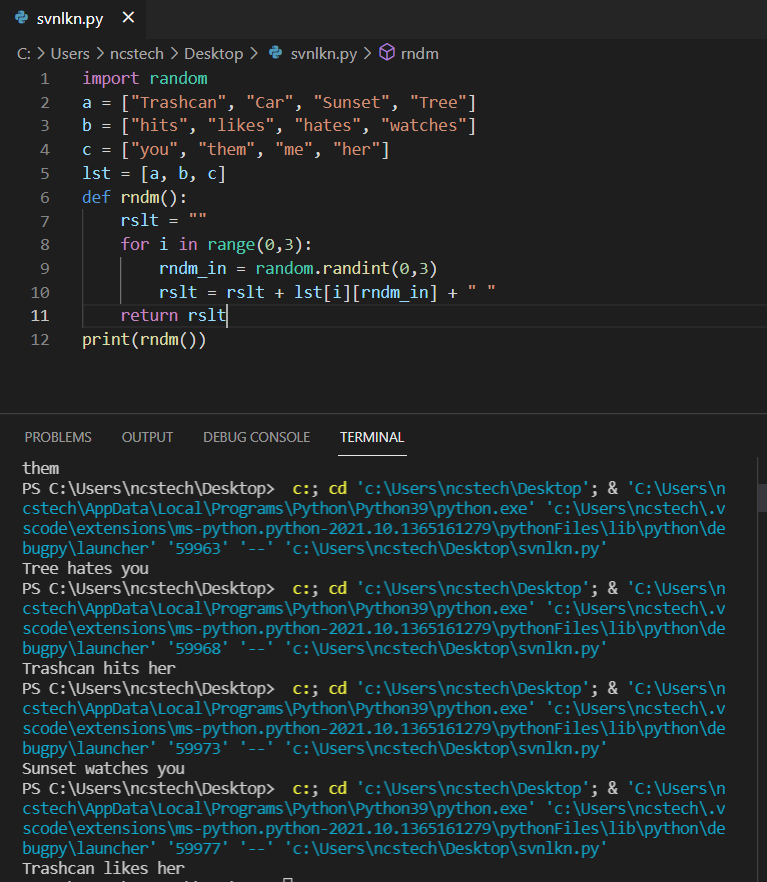 svnlkn.py ×
C: > Users > ncstech > Desktop > svnlkn.py > rndm
1 import random
2 a = ["Trashcan", "Car", "Sunset", "Tree"]
3 b = ["hits", "likes", "hates", "watches"]
4 c = ["you", "them", "me", "her"]
5 lst = [a, b, c]
6 def rndm():
7     rslt = ""
8     for i in range(0,3):
9         rndm_in = random.randint(0,3)
10         rslt = rslt + lst[i][rndm_in] + " "
11     return rslt
12 print(rndm())
PROBLEMS OUTPUT DEBUG CONSOLE TERMINAL
them
PS C:\Users\ncstech\Desktop>  c:; cd 'c:\Users\ncstech\Desktop'; & 'C:\Users\n
cstech\AppData\Local\Programs\Python\Python39\python.exe' 'c:\Users\ncstech\.v
scode\extensions\ms-python.python-2021.10.1365161279\pythonFiles\lib\python\de
bugpy\launcher' '59963' '--' 'c:\Users\ncstech\Desktop\svnlkn.py'
Tree hates you
PS C:\Users\ncstech\Desktop>  c:; cd 'c:\Users\ncstech\Desktop'; & 'C:\Users\n
cstech\AppData\Local\Programs\Python\Python39\python.exe' 'c:\Users\ncstech\.v
scode\extensions\ms-python.python-2021.10.1365161279\pythonFiles\lib\python\de
bugpy\launcher' '59968' '--' 'c:\Users\ncstech\Desktop\svnlkn.py'
Trashcan hits her
PS C:\Users\ncstech\Desktop>  c:; cd 'c:\Users\ncstech\Desktop'; & 'C:\Users\n
cstech\AppData\Local\Programs\Python\Python39\python.exe' 'c:\Users\ncstech\.v
scode\extensions\ms-python.python-2021.10.1365161279\pythonFiles\lib\python\de
bugpy\launcher' '59973' '--' 'c:\Users\ncstech\Desktop\svnlkn.py'
Sunset watches you
PS C:\Users\ncstech\Desktop>  c:; cd 'c:\Users\ncstech\Desktop'; & 'C:\Users\n
cstech\AppData\Local\Programs\Python\Python39\python.exe' 'c:\Users\ncstech\.v
scode\extensions\ms-python.python-2021.10.1365161279\pythonFiles\lib\python\de
bugpy\launcher' '59977' '--' 'c:\Users\ncstech\Desktop\svnlkn.py'
Trashcan likes her